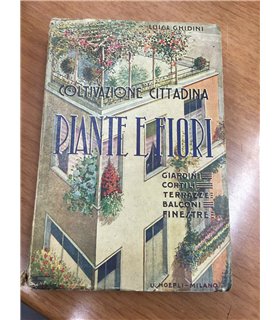 LUIGI GHIDINI
COLTIVAZIONE CITTADINA
PIANTE E FIORI
GIARDINI
CORTILI
TERRAZZE
BALCONI
FINESTRE
U. HOEPLI - MILANO